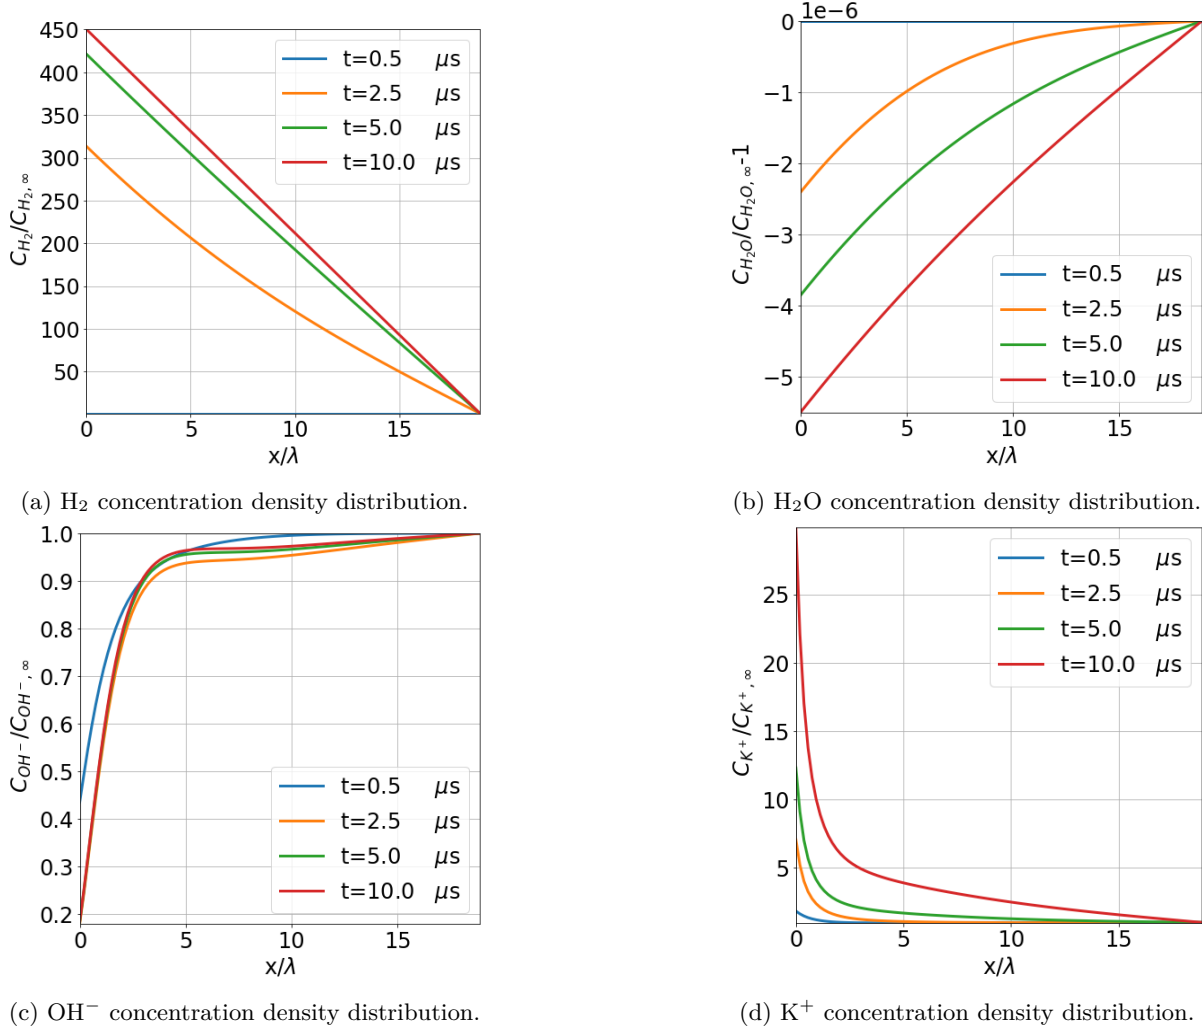 450
400
350
300
250
200
150
100
50
0
5
10
15
x/λ
C_{H_2}/C_{H_2,∞}
t=0.5 μs
t=2.5 μs
t=5.0 μs
t=10.0 μs
(a) H₂ concentration density distribution.
1e−6
0
−1
−2
−3
−4
−5
0
5
10
15
x/λ
C_{H_2O}/C_{H_2O,∞}-1
t=0.5 μs
t=2.5 μs
t=5.0 μs
t=10.0 μs
(b) H₂O concentration density distribution.
1.0
0.9
0.8
0.7
0.6
0.5
0.4
0.3
0.2
0
5
10
15
x/λ
C_{OH^-}/C_{OH^-,∞}
t=0.5 μs
t=2.5 μs
t=5.0 μs
t=10.0 μs
(c) OH⁻ concentration density distribution.
25
20
15
10
5
0
5
10
15
x/λ
C_{K^+}/C_{K^+,∞}
t=0.5 μs
t=2.5 μs
t=5.0 μs
t=10.0 μs
(d) K⁺ concentration density distribution.